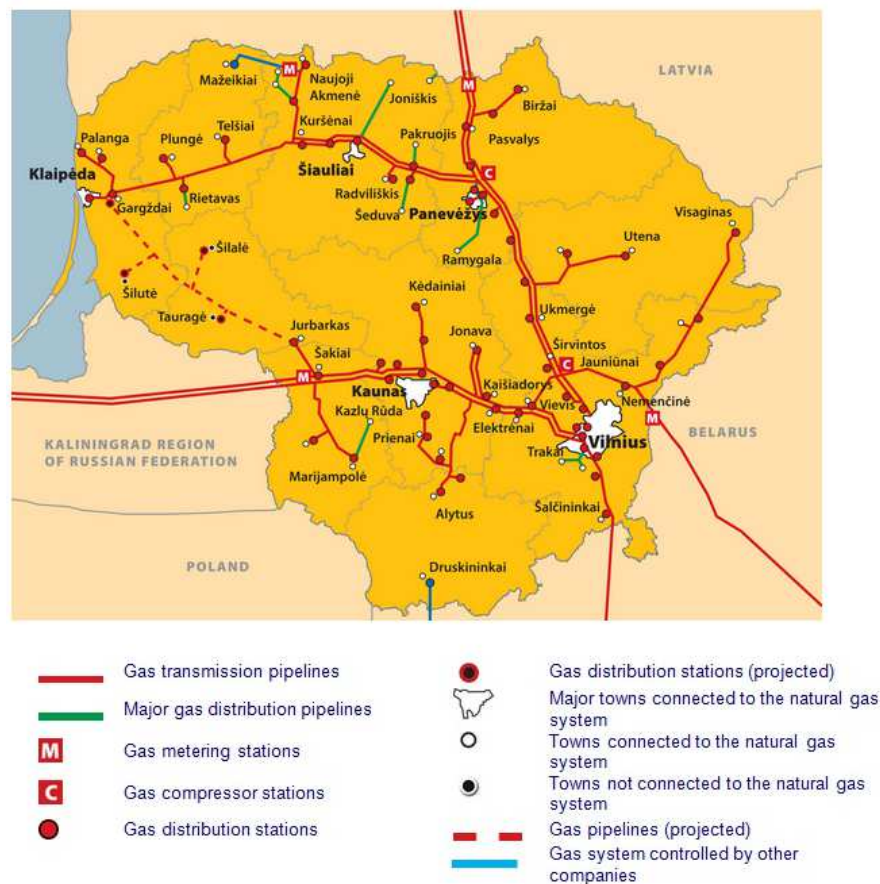 LATVIA
M
M
Mažeikiai
Naujoji
Akmenė
Joniškis
Biržai
Palanga
Plungė
Telšiai
Kuršėnai
Pakruojis
Pasvalys
Klaipėda
Šiauliai
C
Gargždai
Rietavas
Radviliškis
Šeduva
Panevėžys
Visaginas
Šilalė
Ramygala
Utena
Šilutė
Kėdainiai
Tauragė
Jurbarkas
Jonava
Ukmergė
Širvintos
Šakiai
C
Jauniūnai
M
Kaunas
Kaišiadorys
Kazlų Rūda
Vievis
Nemenčinė
M
KALININGRAD REGION
OF RUSSIAN FEDERATION
Prienai
Elektrėnai
Vilnius
BELARUS
Marijampolė
Trakai
Alytus
Šalčininkai
POLAND
Druskininkai
Gas transmission pipelines
Major gas distribution pipelines
M
Gas metering stations
C
Gas compressor stations
Gas distribution stations
Gas distribution stations (projected)
Major towns connected to the natural gas
system
Towns connected to the natural gas
system
Towns not connected to the natural gas
system
Gas pipelines (projected)
Gas system controlled by other
companies